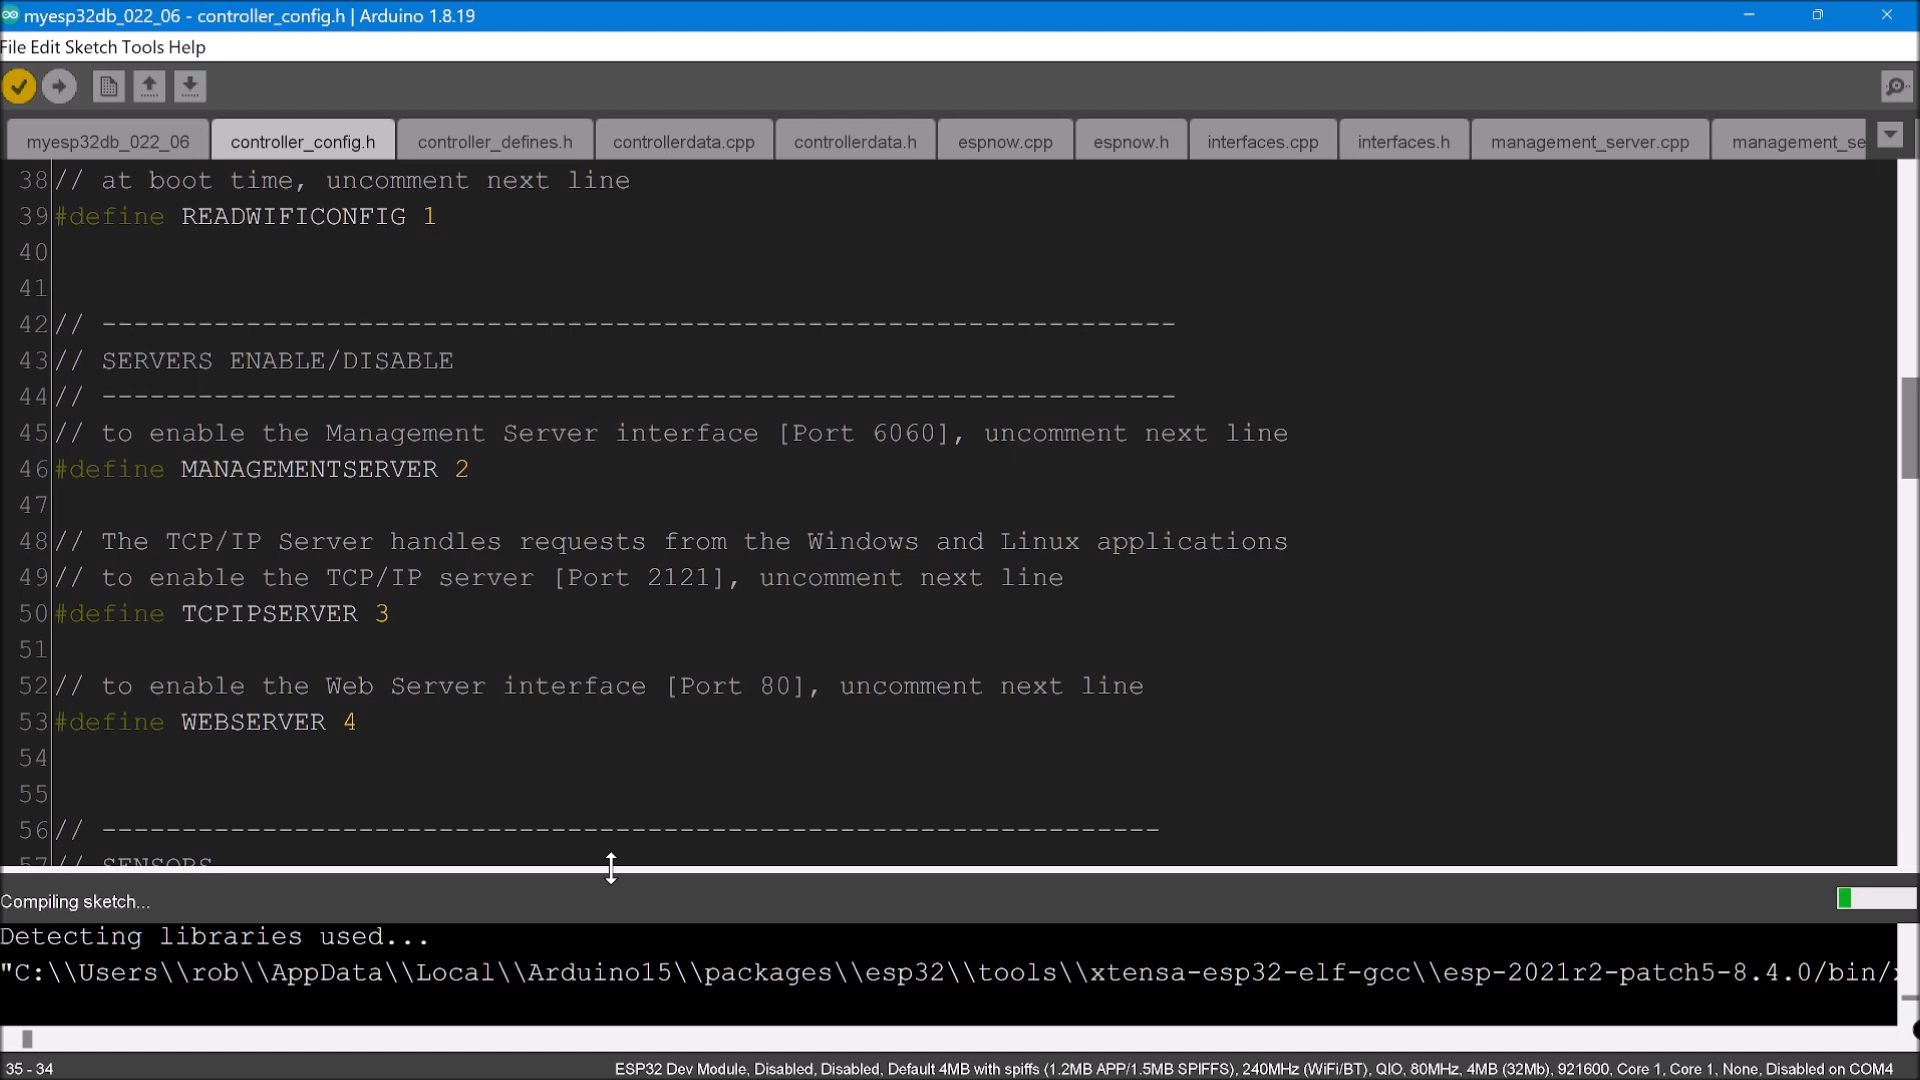 myesp32db_022_06 - controller_config.h | Arduino 1.8.19
File Edit Sketch Tools Help
myesp32db_022_06 controller_config.h controller_defines.h controllerdata.cpp controllerdata.h espnow.cpp espnow.h interfaces.cpp interfaces.h management_server.cpp management_se
38 // at boot time, uncomment next line
39 #define READWIFICONFIG 1
40
41
42 // -------------------------------------------------------------------
43 // SERVERS ENABLE/DISABLE
44 // -------------------------------------------------------------------
45 // to enable the Management Server interface [Port 6060], uncomment next line
46 #define MANAGEMENTSERVER 2
47
48 // The TCP/IP Server handles requests from the Windows and Linux applications
49 // to enable the TCP/IP server [Port 2121], uncomment next line
50 #define TCPIPSERVER 3
51
52 // to enable the Web Server interface [Port 80], uncomment next line
53 #define WEBSERVER 4
54
55
56 // ------------------------------------------------------------------
57 // SENSORS
Compiling sketch...
Detecting libraries used...
"C:\\Users\\rob\\AppData\\Local\\Arduino15\\packages\\esp32\\tools\\xtensa-esp32-elf-gcc\\esp-2021r2-patch5-8.4.0/bin/
35 - 34 ESP32 Dev Module, Disabled, Disabled, Default 4MB with spiffs (1.2MB APP/1.5MB SPIFFS), 240MHz (WiFi/BT), QIO, 80MHz, 4MB (32Mb), 921600, Core 1, Core 1, None, Disabled on COM4